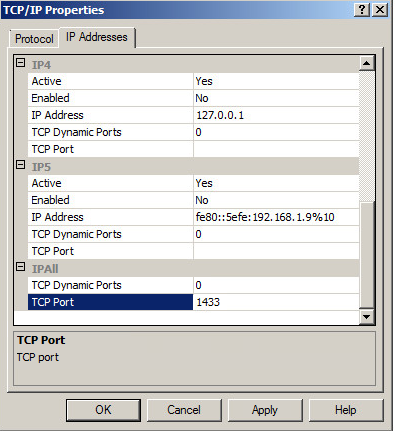 TCP/IP Properties
Protocol IP Addresses
IP4
Active Yes
Enabled No
IP Address 127.0.0.1
TCP Dynamic Ports 0
TCP Port
IP5
Active Yes
Enabled No
IP Address fe80::5efe:192.168.1.9%10
TCP Dynamic Ports 0
TCP Port
IPAll
TCP Dynamic Ports 0
TCP Port 1433
TCP Port
TCP port
OK Cancel Apply Help